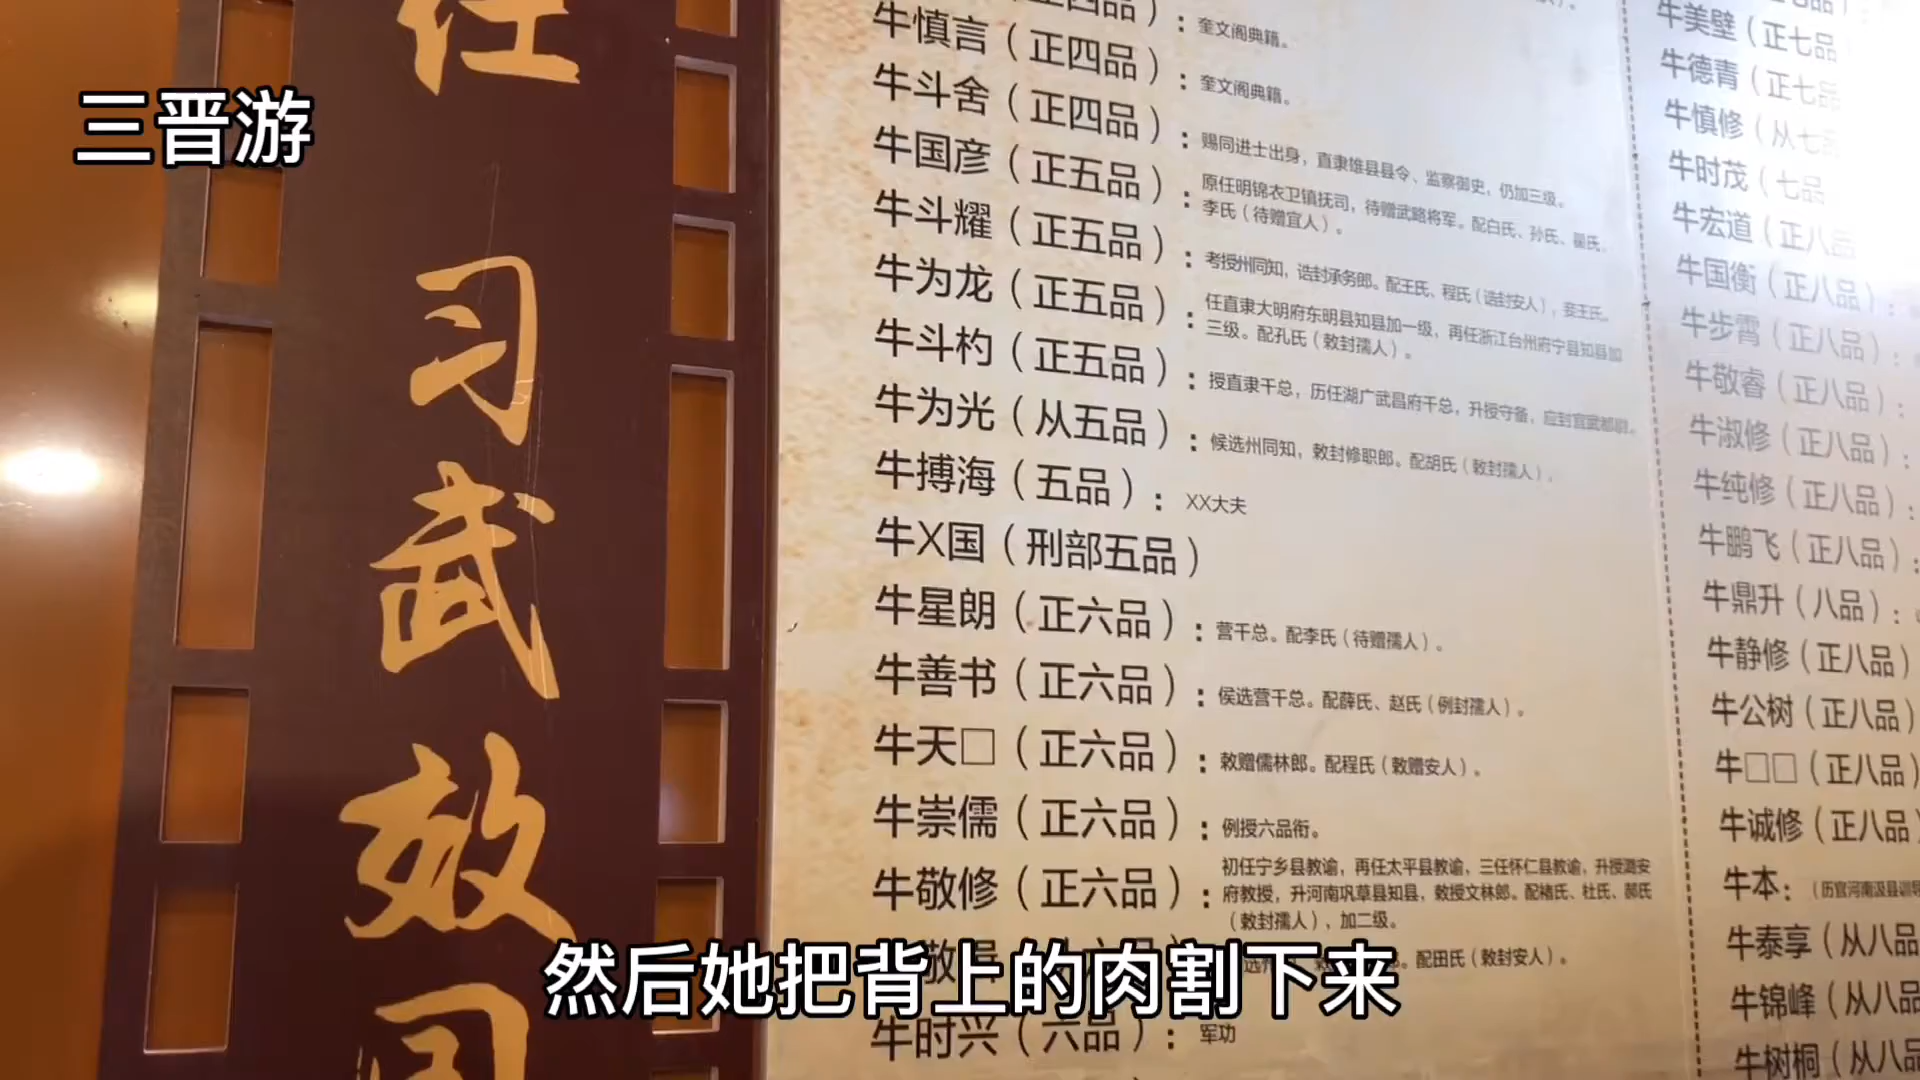 三晋游
任
习
武
效
国
牛慎言（正四品）：奎文阁典籍。
牛斗舍（正四品）：奎文阁典籍。
牛国彦（正五品）：赐同进士出身，直隶雄县县令、监察御史，仍加三级。
牛斗耀（正五品）：原任明锦衣卫镇抚司，待赠武略将军。配白氏、孙氏、翟氏、
李氏（待赠宜人）。
牛为龙（正五品）：考授州同知，诰封承务郎。配王氏、程氏（诰封安人），妾王氏。
牛斗杓（正五品）：任直隶大明府东明县知县加一级，再任浙江台州府宁县知县加
三级。配孔氏（敕封孺人）。
牛为光（从五品）：授直隶千总，历任湖广武昌府千总，升授守备，应封宣武都尉。
牛搏海（五品）：XX大夫
候选州同知，敕封修职郎。配胡氏（敕封孺人）。
牛X国（刑部五品）
牛星朗（正六品）：营千总。配李氏（待赠孺人）。
牛善书（正六品）：侯选营千总。配薛氏、赵氏（例封孺人）。
牛天□（正六品）：敕赠儒林郎。配程氏（敕赠安人）。
牛崇儒（正六品）：例授六品衔。
牛敬修（正六品）：初任宁乡县教谕，再任太平县教谕，三任怀仁县教谕，升授潞安
府教授，升河南巩草县知县，敕授文林郎。配褚氏、杜氏、郝氏
（敕封孺人），加二级。
配田氏（敕封安人）。
牛时兴（六品）：军功
牛美壁（正七品
牛德青（正七品
牛慎修（从七品
牛时茂（七品
牛宏道（正八品
牛国衡（正八品）：
牛步霄（正八品）：
牛敬睿（正八品）：
牛淑修（正八品）：
牛纯修（正八品）：
牛鹏飞（正八品）：
牛鼎升（八品）：
牛静修（正八品）
牛公树（正八品）
牛□□（正八品）
牛诚修（正八品）
牛本：（历官河南汲县训导
牛泰享（从八品
牛锦峰（从八品
牛树桐（从八品
然后她把背上的肉割下来